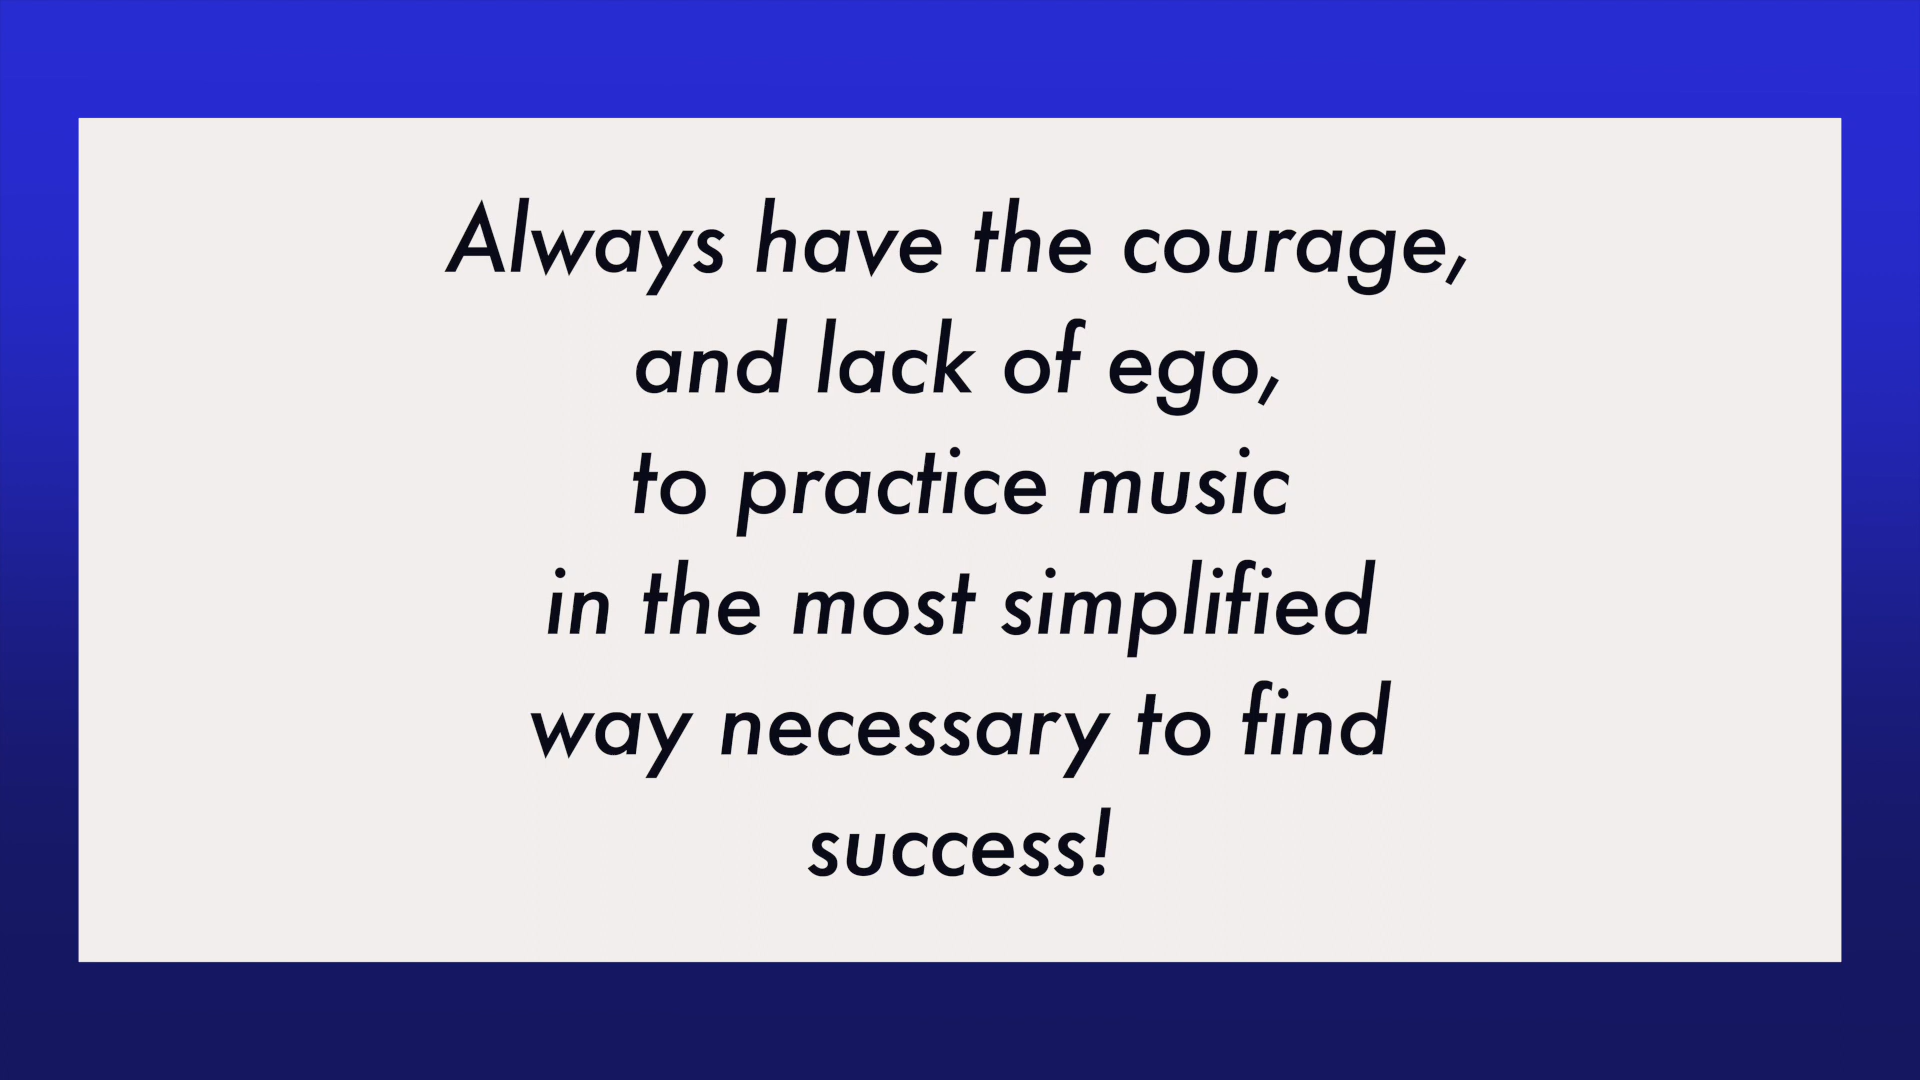 Always have the courage,
and lack of ego,
to practice music
in the most simplified
way necessary to find
success!